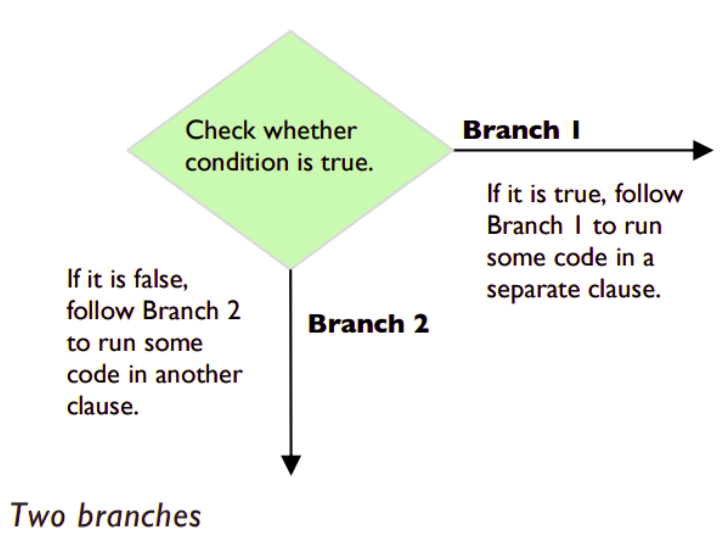 Check whether
condition is true.
Branch 1
If it is true, follow
Branch 1 to run
some code in a
separate clause.
If it is false,
follow Branch 2
to run some
code in another
clause.
Branch 2
Two branches